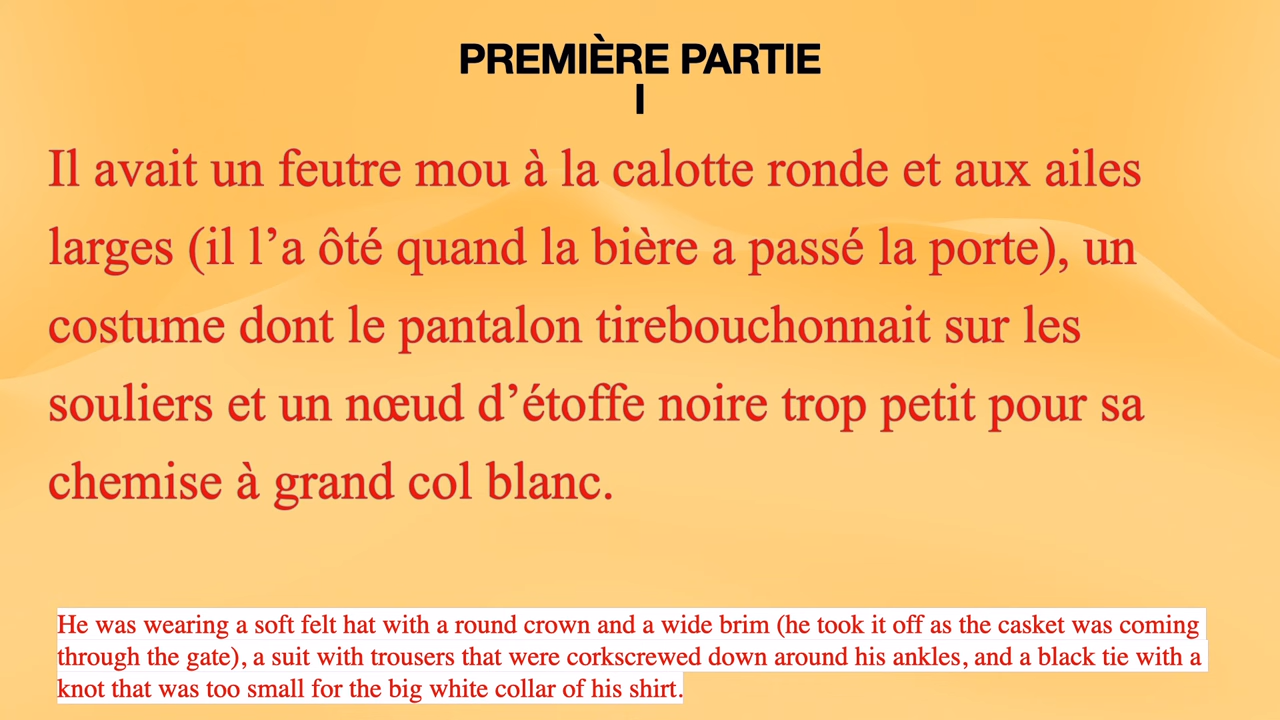 PREMIÈRE PARTIE
I
Il avait un feutre mou à la calotte ronde et aux ailes
larges (il l’a ôté quand la bière a passé la porte), un
costume dont le pantalon tirebouchonnait sur les
souliers et un nœud d’étoffe noire trop petit pour sa
chemise à grand col blanc.
He was wearing a soft felt hat with a round crown and a wide brim (he took it off as the casket was coming
through the gate), a suit with trousers that were corkscrewed down around his ankles, and a black tie with a
knot that was too small for the big white collar of his shirt.